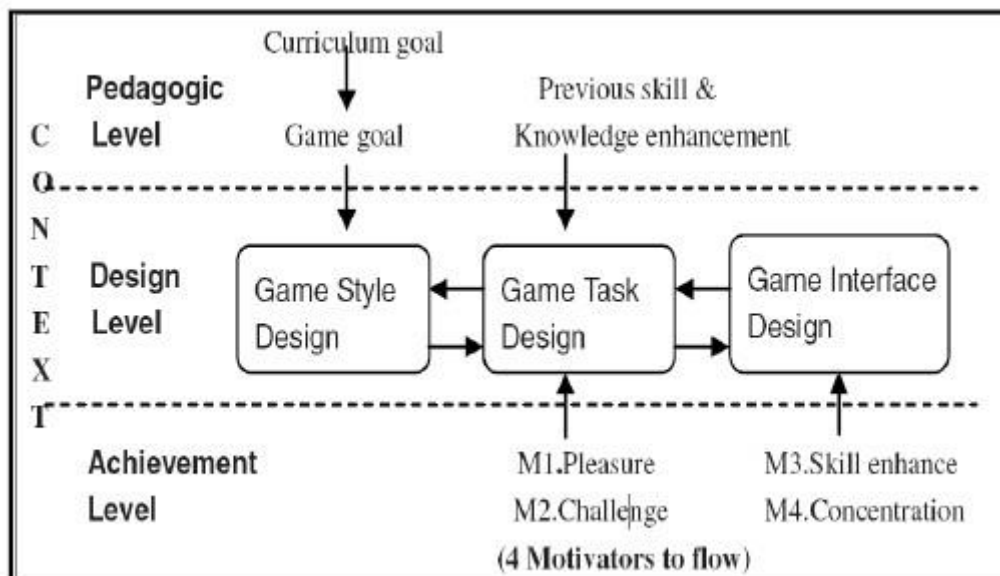 Curriculum goal
Pedagogic
Level
Game goal
Previous skill &
Knowledge enhancement
CONTEXT
Design
Level
Game Style
Design
Game Task
Design
Game Interface
Design
Achievement
Level
M1.Pleasure
M2.Challenge
M3.Skill enhance
M4.Concentration
(4 Motivators to flow)